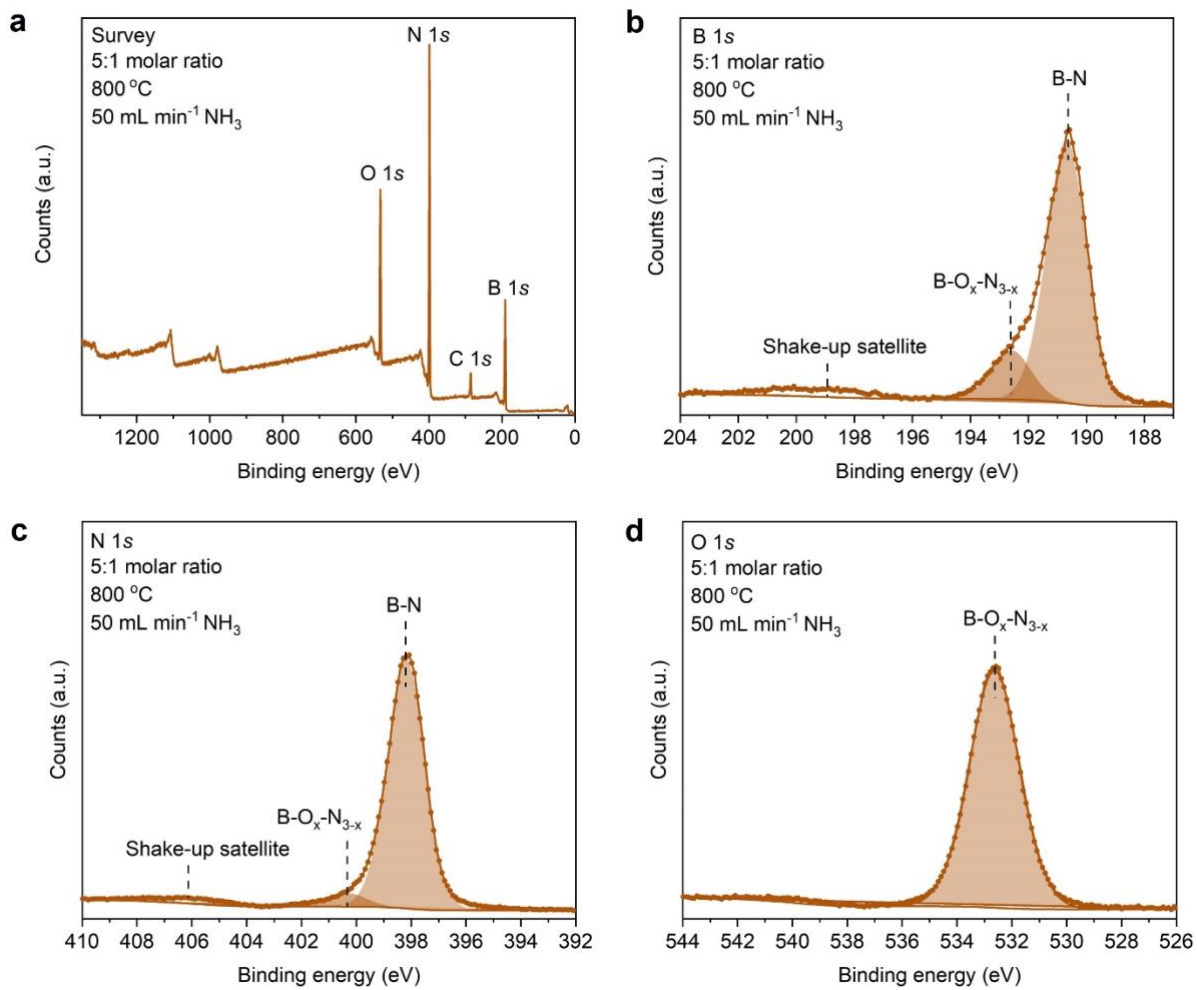 a
Survey
5:1 molar ratio
800 °C
50 mL min⁻¹ NH₃
N 1s
O 1s
B 1s
C 1s
Counts (a.u.)
1200 1000 800 600 400 200 0
Binding energy (eV)
b
B 1s
5:1 molar ratio
800 °C
50 mL min⁻¹ NH₃
B-N
B-Oₓ-N₃₋ₓ
Shake-up satellite
Counts (a.u.)
204 202 200 198 196 194 192 190 188
Binding energy (eV)
c
N 1s
5:1 molar ratio
800 °C
50 mL min⁻¹ NH₃
B-N
B-Oₓ-N₃₋ₓ
Shake-up satellite
Counts (a.u.)
410 408 406 404 402 400 398 396 394 392
Binding energy (eV)
d
O 1s
5:1 molar ratio
800 °C
50 mL min⁻¹ NH₃
B-Oₓ-N₃₋ₓ
Counts (a.u.)
544 542 540 538 536 534 532 530 528 526
Binding energy (eV)